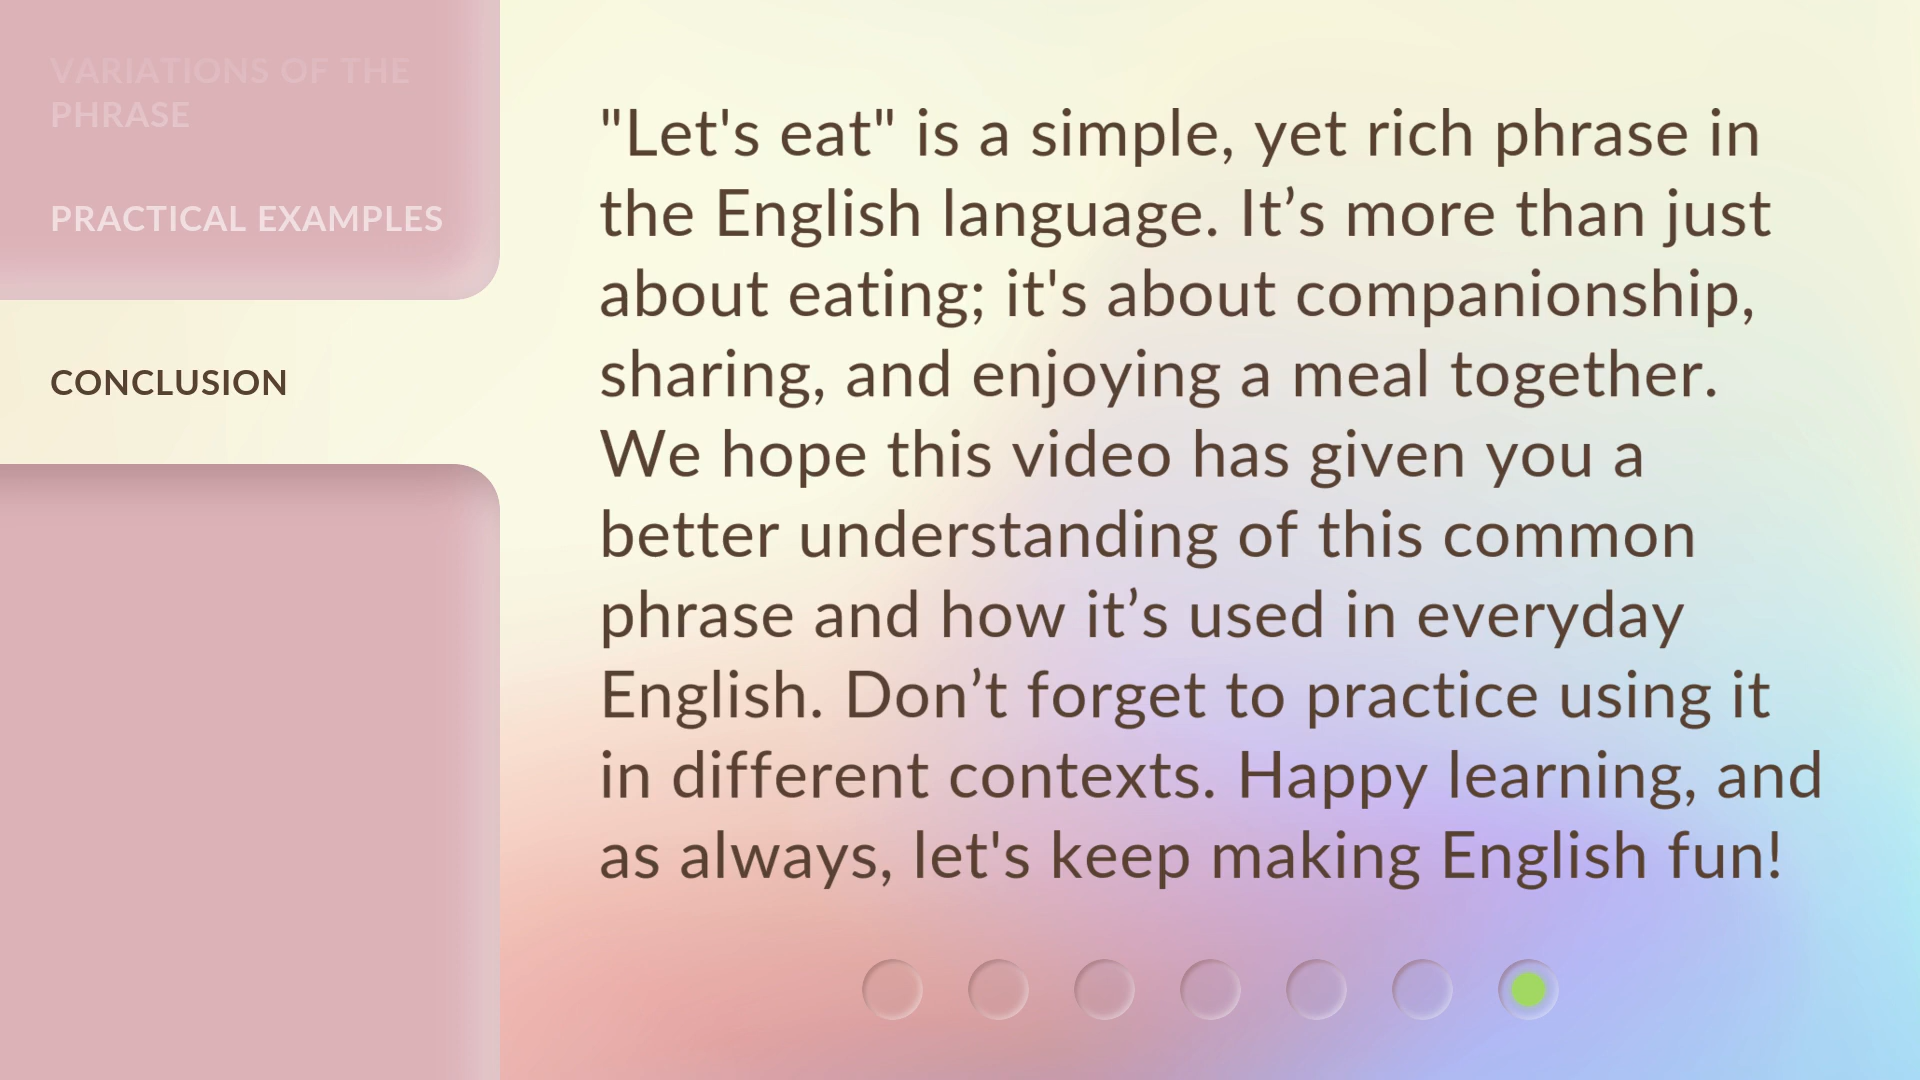 VARIATIONS OF THE
PHRASE
PRACTICAL EXAMPLES
CONCLUSION
"Let's eat" is a simple, yet rich phrase in
the English language. It’s more than just
about eating; it's about companionship,
sharing, and enjoying a meal together.
We hope this video has given you a
better understanding of this common
phrase and how it’s used in everyday
English. Don’t forget to practice using it
in different contexts. Happy learning, and
as always, let's keep making English fun!